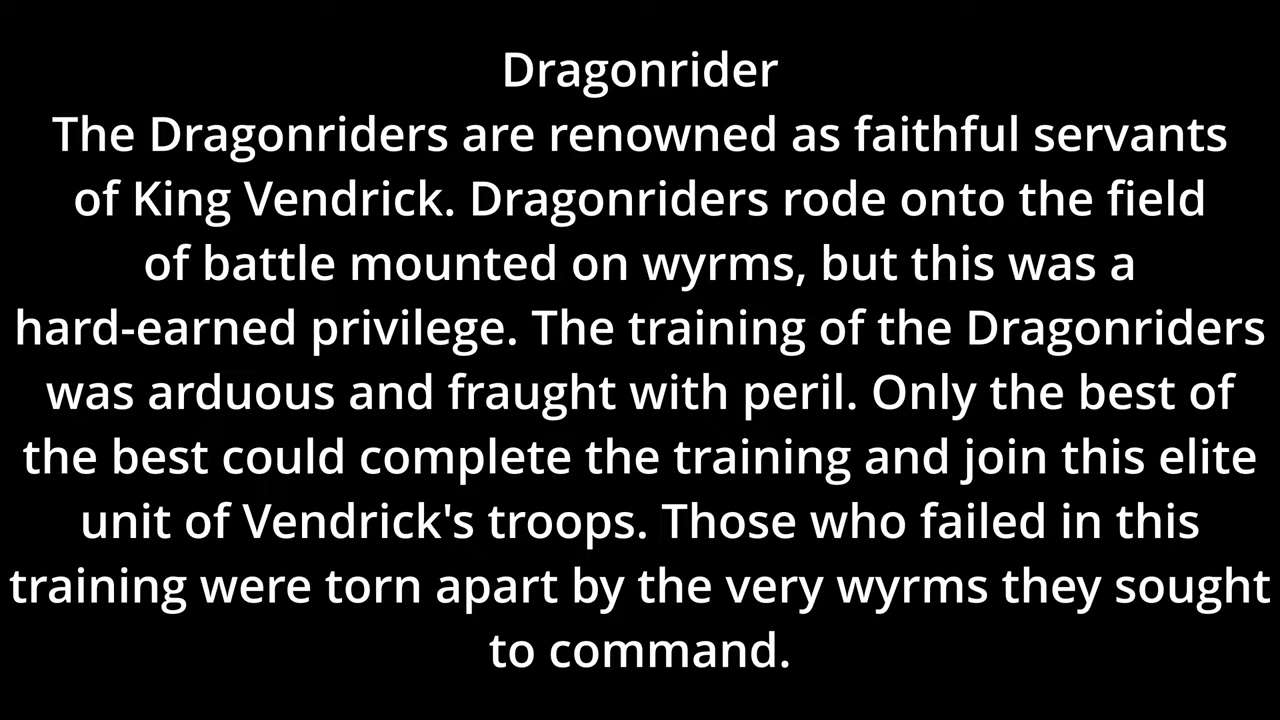 Dragonrider
The Dragonriders are renowned as faithful servants
of King Vendrick. Dragonriders rode onto the field
of battle mounted on wyrms, but this was a
hard-earned privilege. The training of the Dragonriders
was arduous and fraught with peril. Only the best of
the best could complete the training and join this elite
unit of Vendrick's troops. Those who failed in this
training were torn apart by the very wyrms they sought
to command.